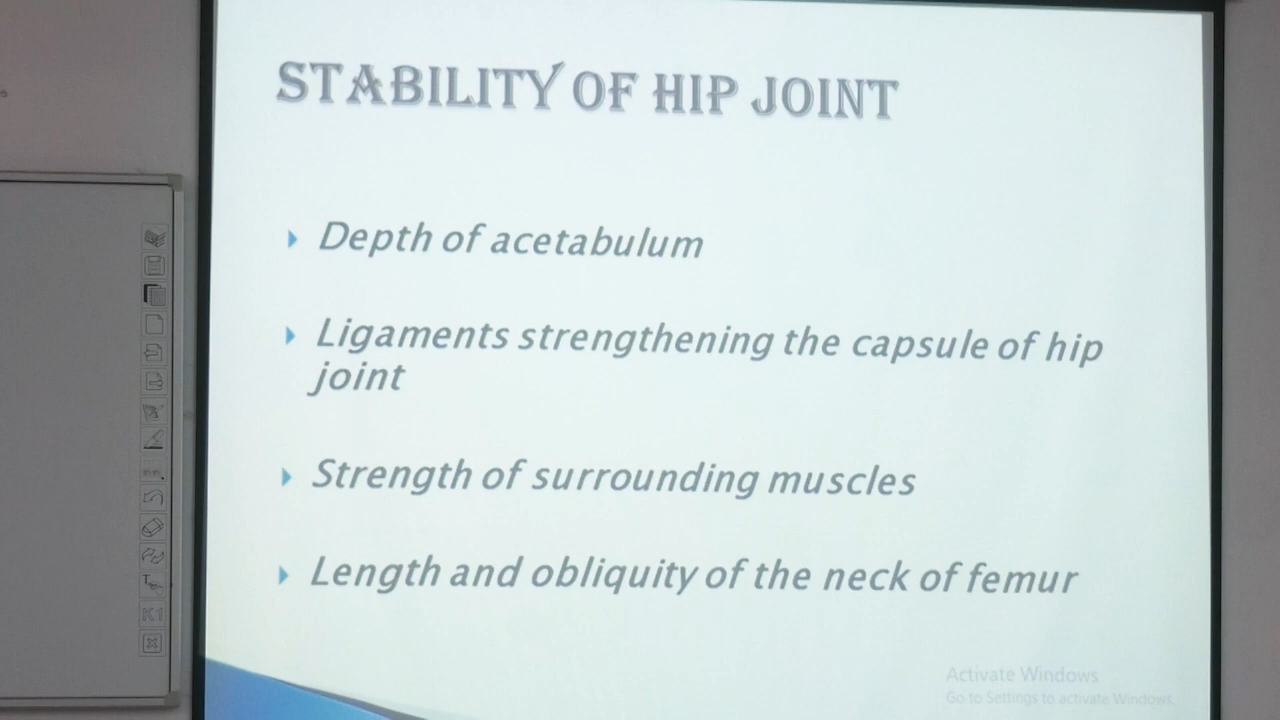 STABILITY OF HIP JOINT
Depth of acetabulum
Ligaments strengthening the capsule of hip
joint
Strength of surrounding muscles
Length and obliquity of the neck of femur
Activate Windows
Go to Settings to activate Windows.
K1